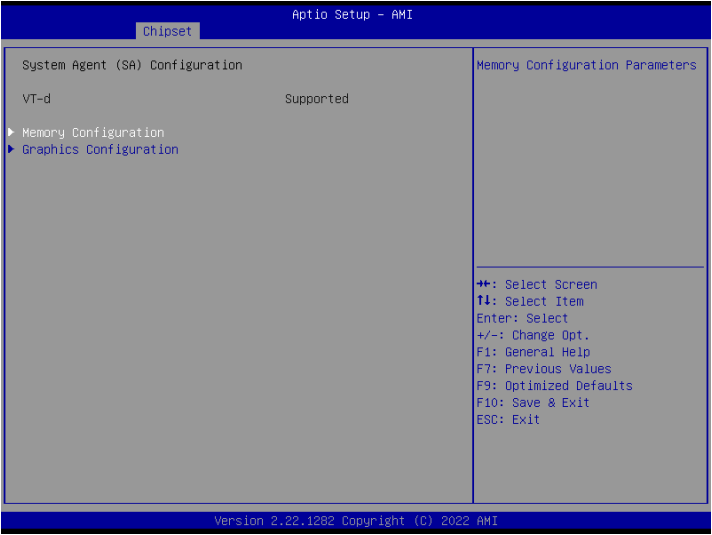 Aptio Setup – AMI
Chipset
System Agent (SA) Configuration
VT-d Supported
Memory Configuration
Graphics Configuration
Memory Configuration Parameters
→←: Select Screen
↑↓: Select Item
Enter: Select
+/-: Change Opt.
F1: General Help
F7: Previous Values
F9: Optimized Defaults
F10: Save & Exit
ESC: Exit
Version 2.22.1282 Copyright (C) 2022 AMI